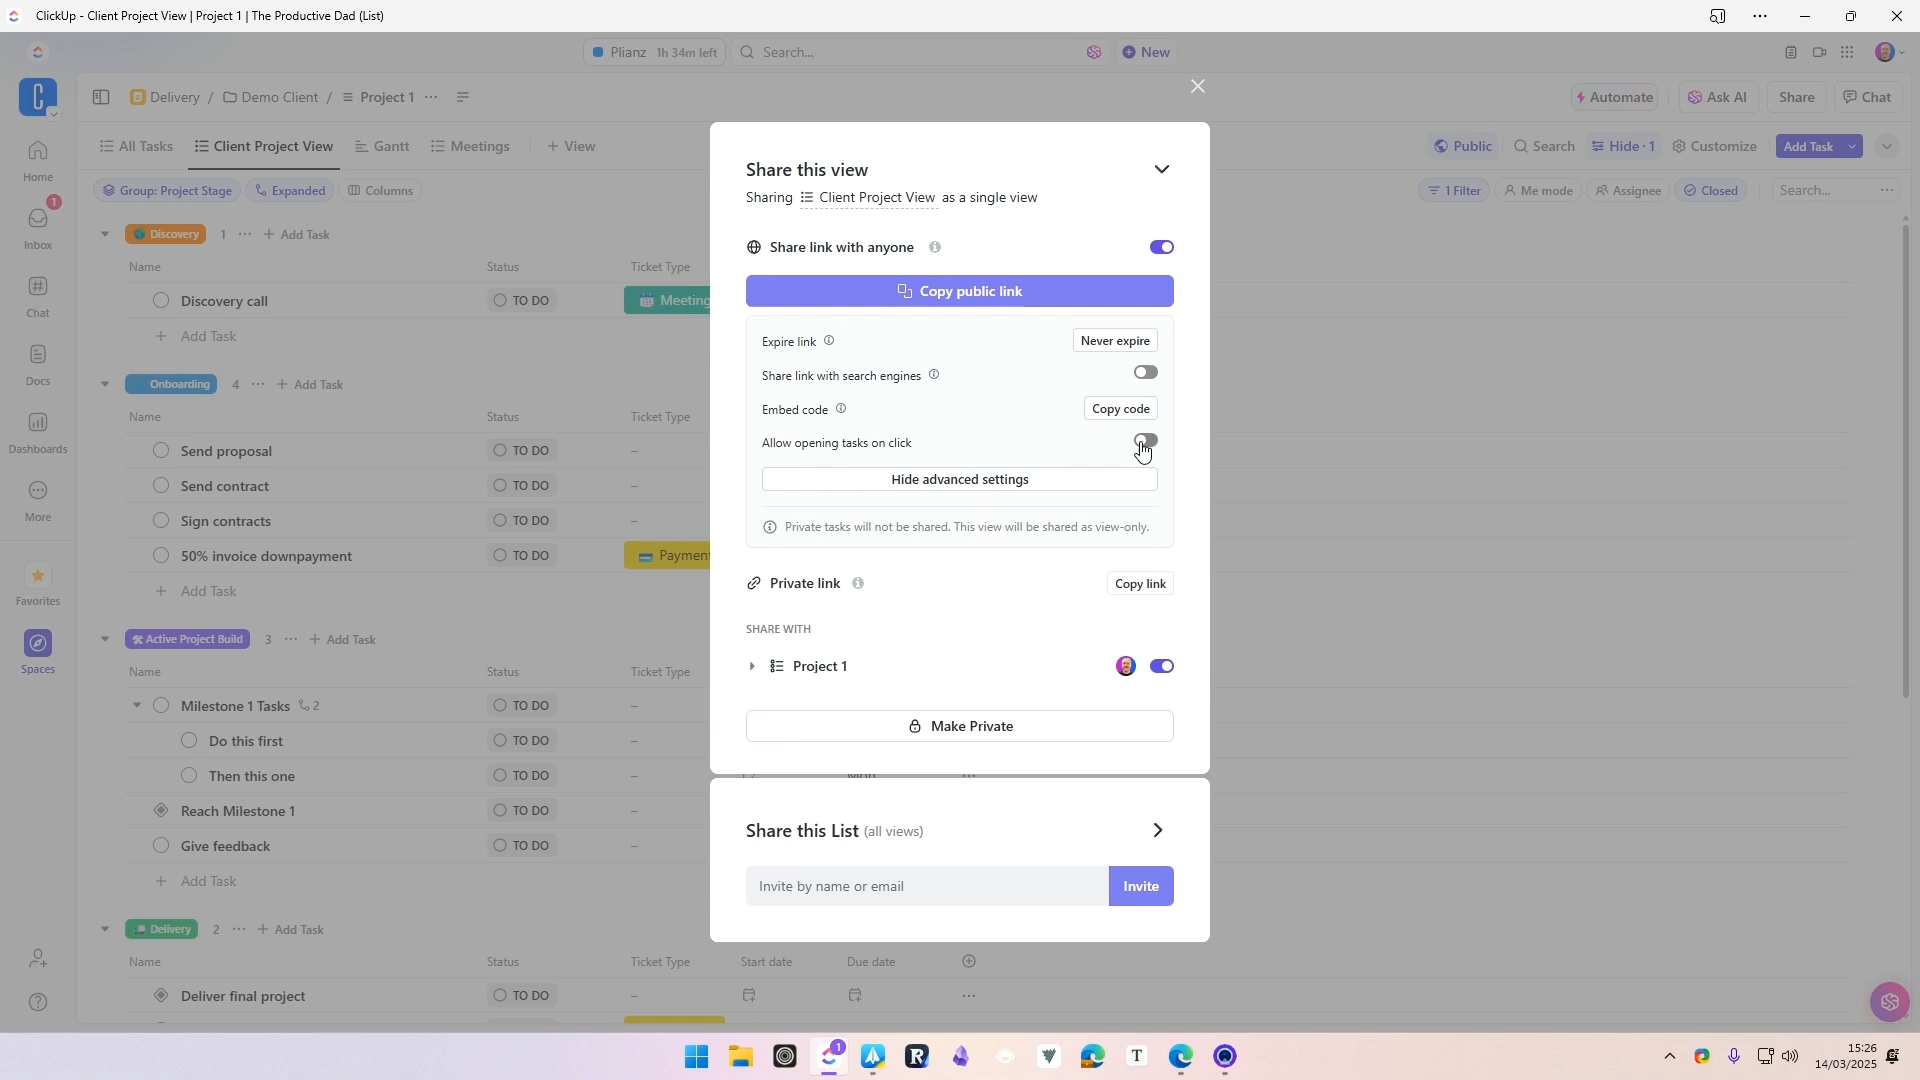 ClickUp - Client Project View | Project 1 | The Productive Dad (List)
Plianz 1h 34m left
Search...
New
Delivery / Demo Client / Project 1
Automate
Ask AI
Share
Chat
All Tasks
Client Project View
Gantt
Meetings
+ View
Public
Search
Hide · 1
Customize
Add Task
Group: Project Stage
Expanded
Columns
1 Filter
Me mode
Assignee
Closed
Search...
Home
1
Inbox
Chat
Docs
Dashboards
More
Favorites
Spaces
Discovery 1 ··· + Add Task
Name Status Ticket Type
Discovery call TO DO Meeting
+ Add Task
Onboarding 4 ··· + Add Task
Name Status Ticket Type
Send proposal TO DO –
Send contract TO DO –
Sign contracts TO DO –
50% invoice downpayment TO DO Payment
+ Add Task
Active Project Build 3 ··· + Add Task
Name Status Ticket Type
Milestone 1 Tasks 2 TO DO –
Do this first TO DO –
Then this one TO DO –
Reach Milestone 1 TO DO –
Give feedback TO DO –
+ Add Task
Delivery 2 ··· + Add Task
Name Status Ticket Type Start date Due date
Deliver final project TO DO –
Share this view
Sharing Client Project View as a single view
Share link with anyone
Copy public link
Expire link Never expire
Share link with search engines
Embed code Copy code
Allow opening tasks on click
Hide advanced settings
Private tasks will not be shared. This view will be shared as view-only.
Private link Copy link
SHARE WITH
Project 1
Make Private
Share this List (all views)
Invite by name or email Invite
1
R
T
15:26
14/03/2025